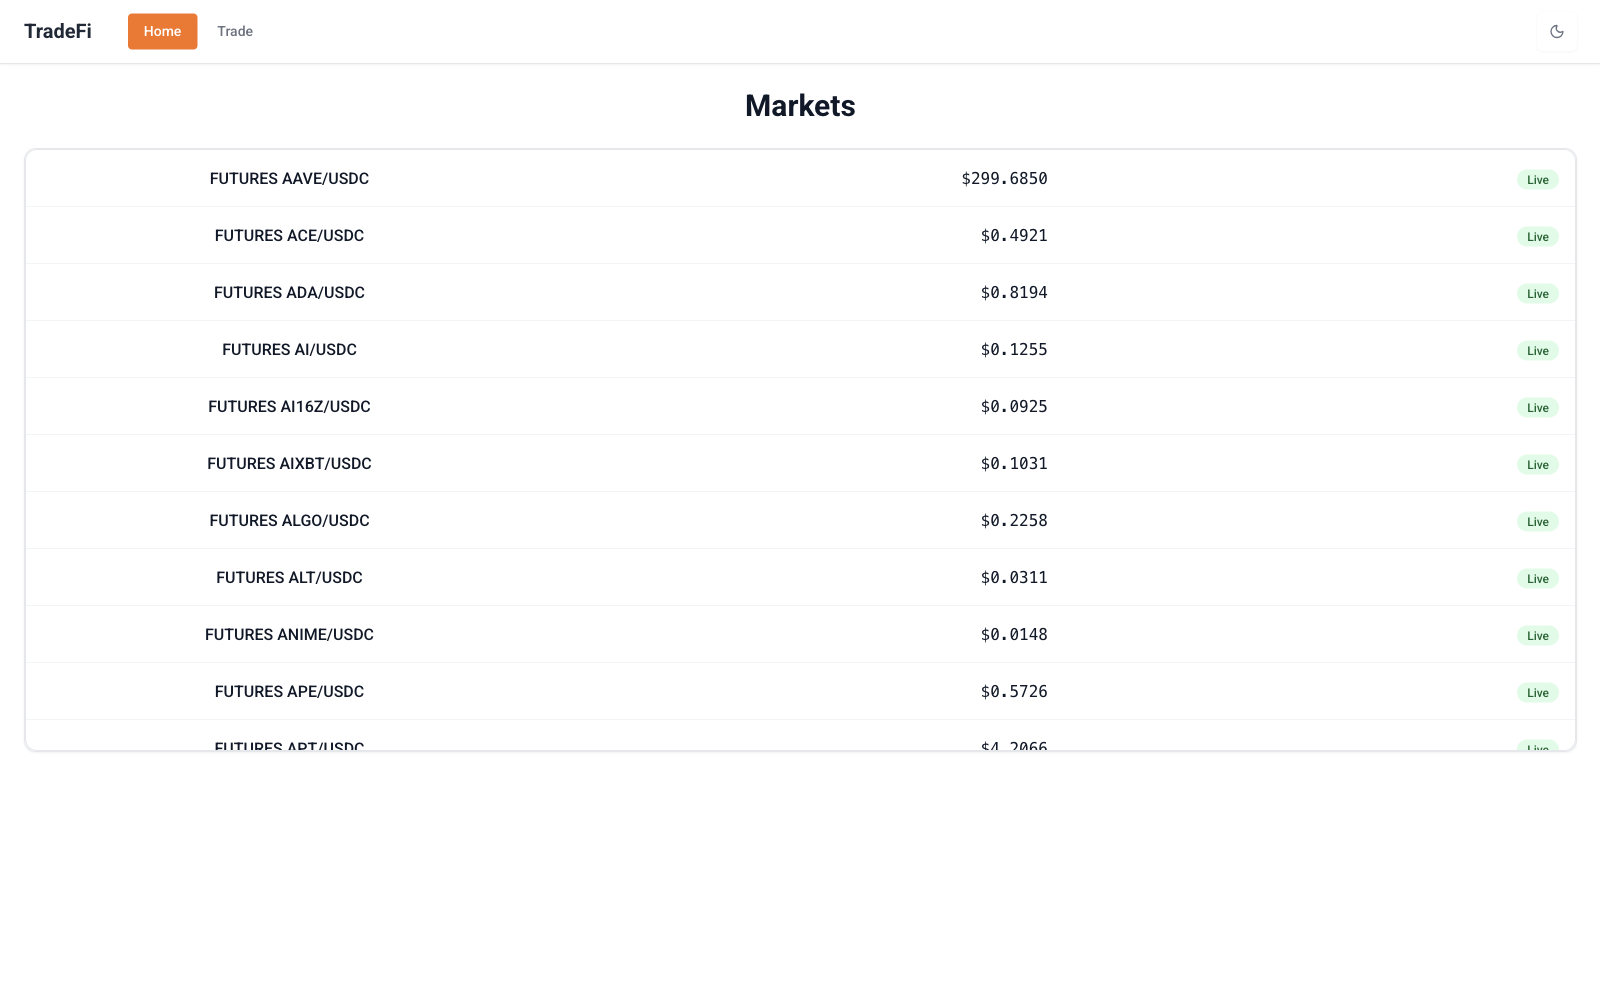 TradeFi Home Trade
Markets
FUTURES AAVE/USDC $299.6850 Live
FUTURES ACE/USDC $0.4921 Live
FUTURES ADA/USDC $0.8194 Live
FUTURES AI/USDC $0.1255 Live
FUTURES AI16Z/USDC $0.0925 Live
FUTURES AIXBT/USDC $0.1031 Live
FUTURES ALGO/USDC $0.2258 Live
FUTURES ALT/USDC $0.0311 Live
FUTURES ANIME/USDC $0.0148 Live
FUTURES APE/USDC $0.5726 Live
FUTURES APT/USDC $4.2066 Live